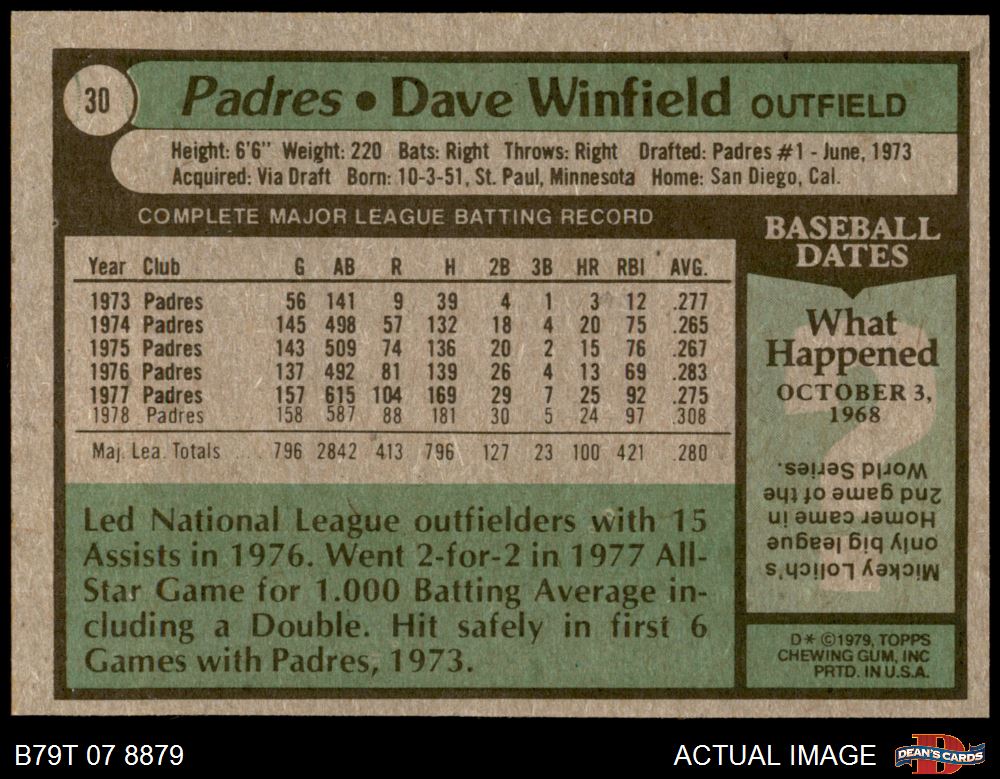 30
Padres • Dave Winfield OUTFIELD
Height: 6'6" Weight: 220 Bats: Right Throws: Right Drafted: Padres #1 - June, 1973
Acquired: Via Draft Born: 10-3-51, St. Paul, Minnesota Home: San Diego, Cal.
COMPLETE MAJOR LEAGUE BATTING RECORD
Year Club G AB R H 2B 3B HR RBI AVG.
1973 Padres 56 141 9 39 4 1 3 12 .277
1974 Padres 145 498 57 132 18 4 20 75 .265
1975 Padres 143 509 74 136 20 2 15 76 .267
1976 Padres 137 492 81 139 26 4 13 69 .283
1977 Padres 157 615 104 169 29 7 25 92 .275
1978 Padres 158 587 88 181 30 5 24 97 .308
Maj. Lea. Totals 796 2842 413 796 127 23 100 421 .280
Led National League outfielders with 15
Assists in 1976. Went 2-for-2 in 1977 All-
Star Game for 1.000 Batting Average in-
cluding a Double. Hit safely in first 6
Games with Padres, 1973.
BASEBALL
DATES
What
Happened
OCTOBER 3,
1968
?
Mickey Lolich's
only big league
Homer came in
2nd game of the
World Series.
D* ©1979, TOPPS
CHEWING GUM, INC
PRTD. IN U.S.A.
B79T 07 8879
ACTUAL IMAGE
D
DEAN'S CARDS